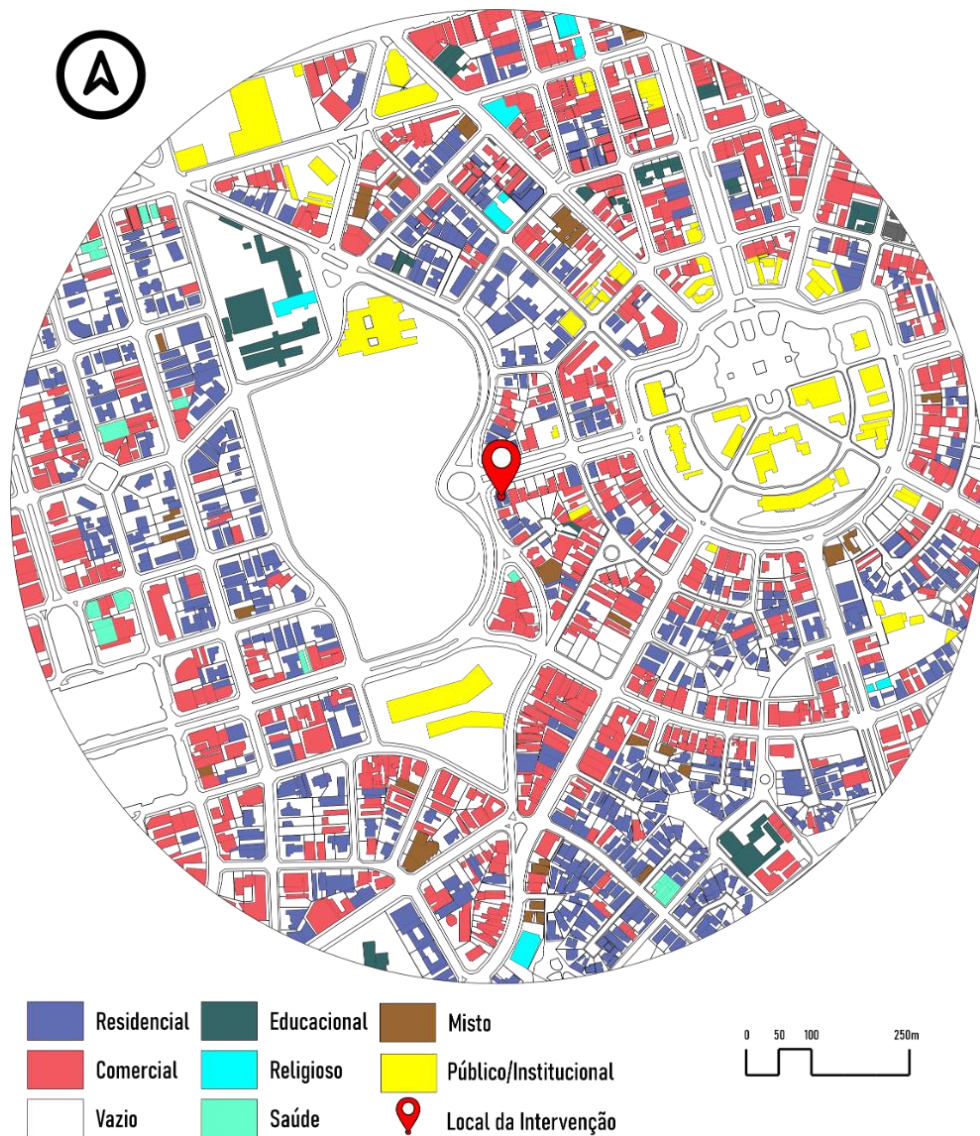 Residencial
Educacional
Misto
Comercial
Religioso
Público/Institucional
Vazio
Saúde
Local da Intervenção
0 50 100 250m